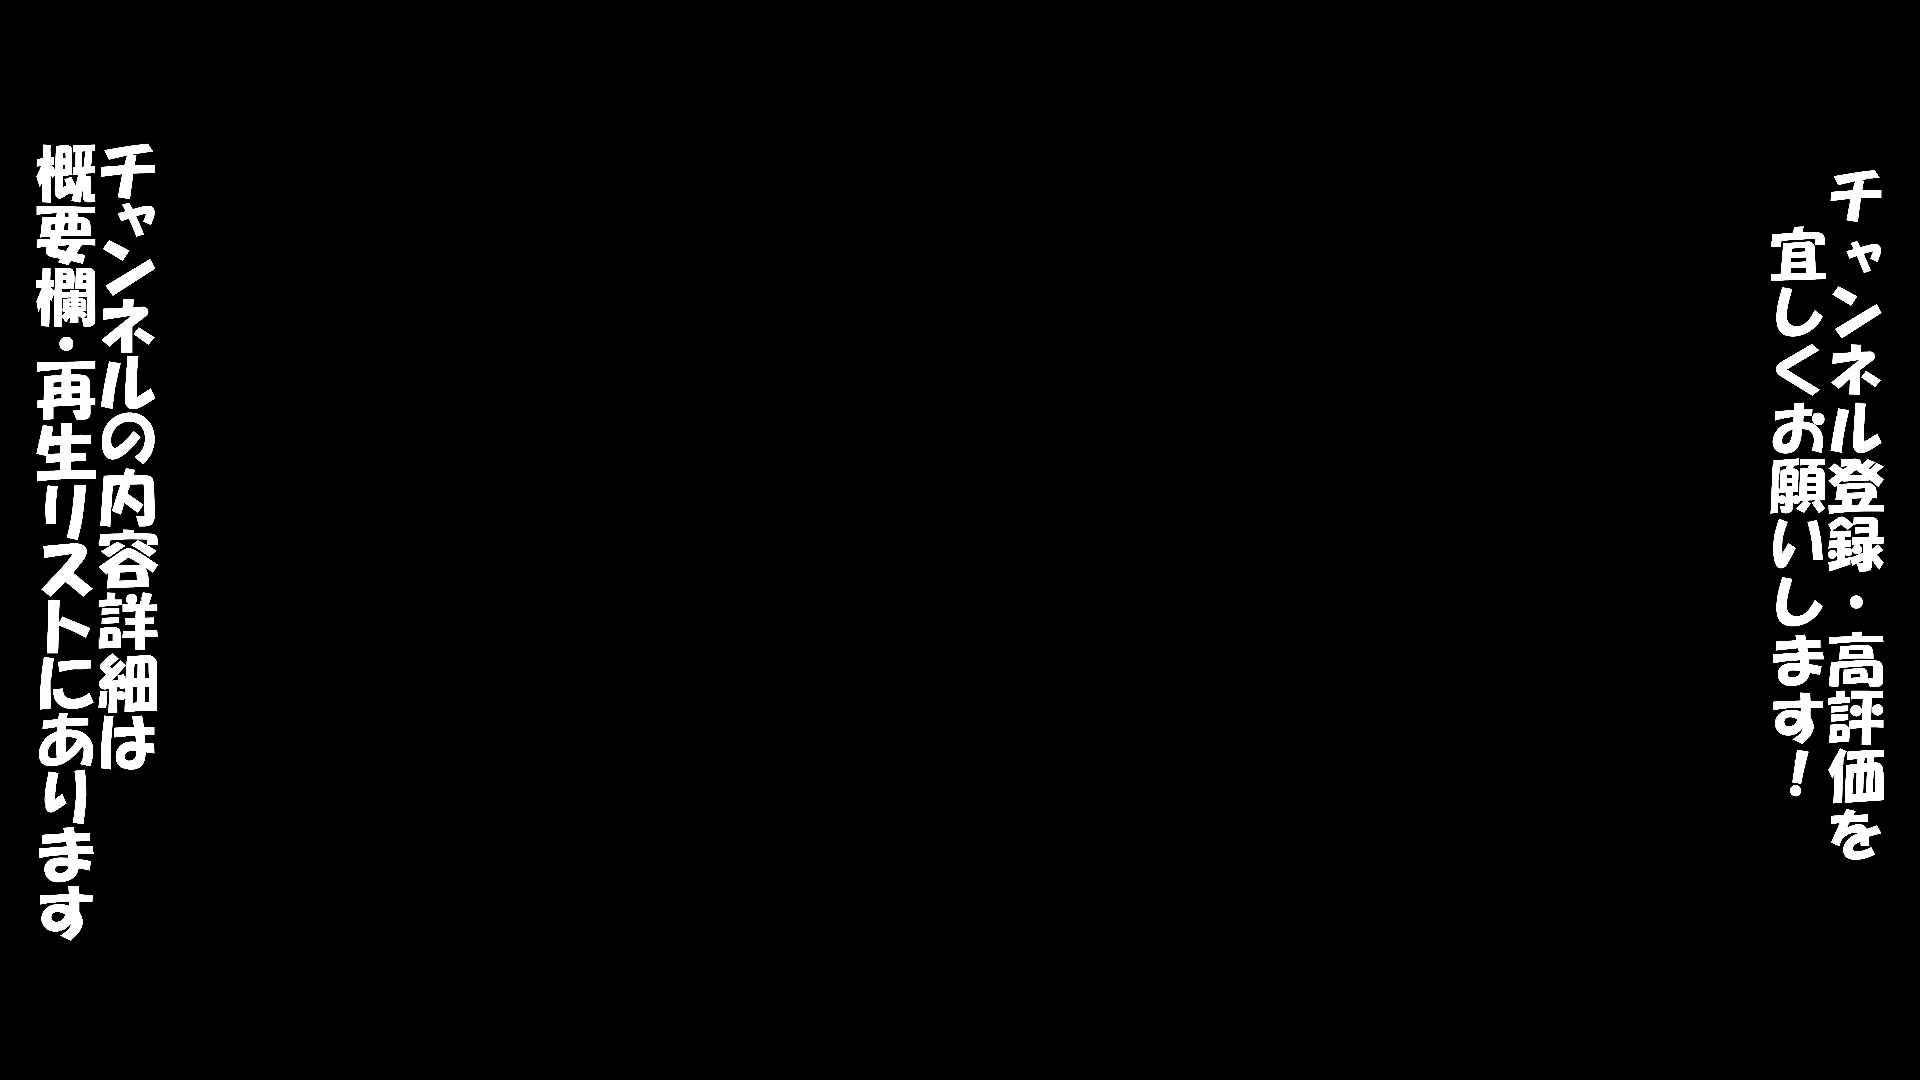 チャンネル登録・高評価を
宜しくお願いします！
チャンネルの内容詳細は
概要欄・再生リストにあります